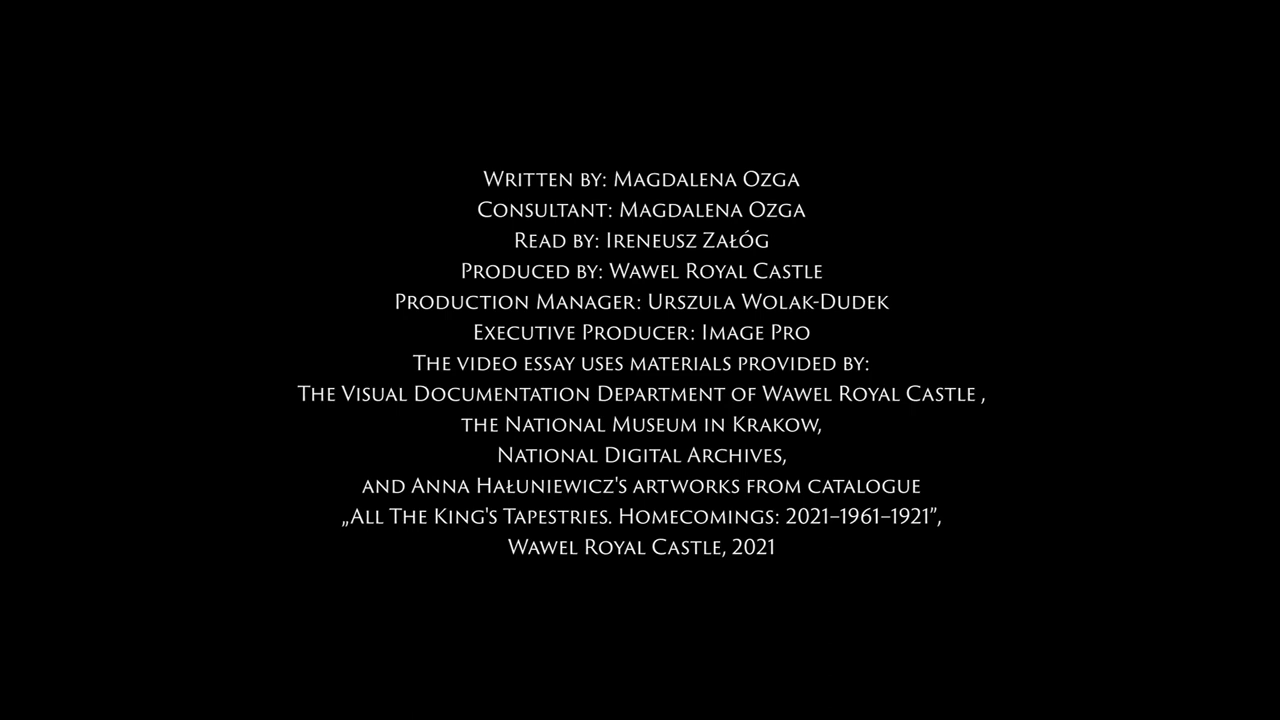 Written by: Magdalena Ozga
Consultant: Magdalena Ozga
Read by: Ireneusz Załóg
Produced by: Wawel Royal Castle
Production Manager: Urszula Wolak-Dudek
Executive Producer: Image Pro
The video essay uses materials provided by:
The Visual Documentation Department of Wawel Royal Castle ,
the National Museum in Krakow,
National Digital Archives,
and Anna Hałuniewicz's artworks from catalogue
„All The King's Tapestries. Homecomings: 2021–1961–1921”,
Wawel Royal Castle, 2021